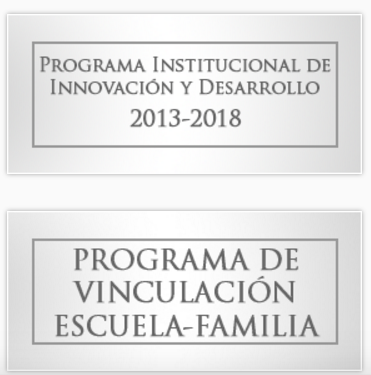 PROGRAMA INSTITUCIONAL DE
INNOVACIÓN Y DESARROLLO
2013-2018
PROGRAMA DE
VINCULACIÓN
ESCUELA-FAMILIA